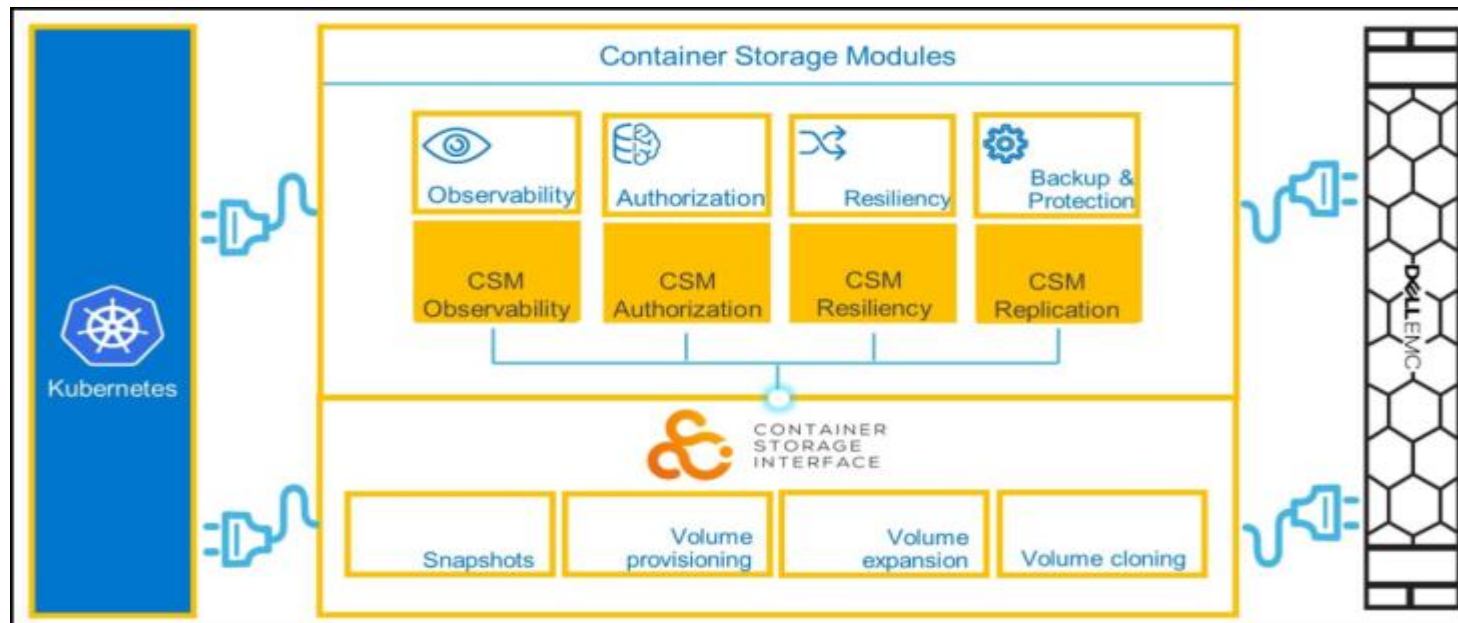 Container Storage Modules
Observability
Authorization
Resiliency
Backup &
Protection
CSM
Observability
CSM
Authorization
CSM
Resiliency
CSM
Replication
Kubernetes
CONTAINER
STORAGE
INTERFACE
Snapshots
Volume
provisioning
Volume
expansion
Volume cloning
DELLEMC